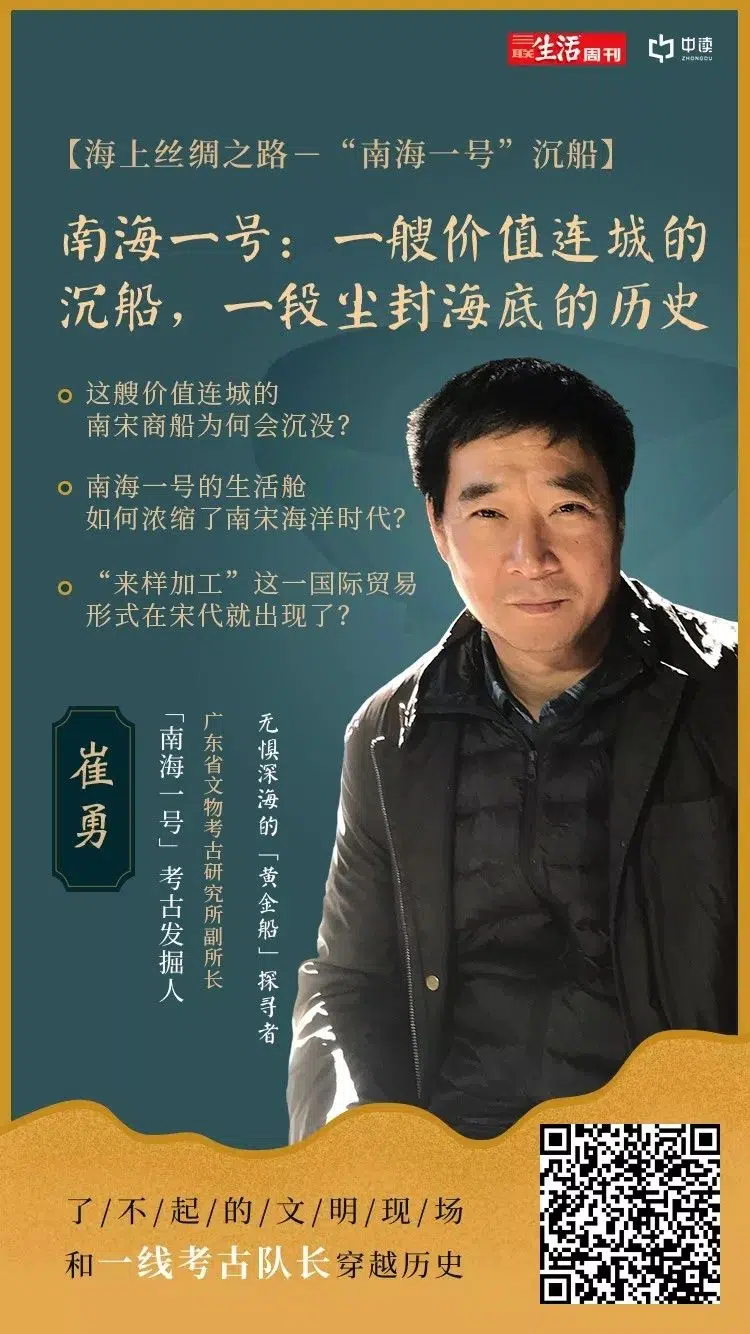 三联生活周刊
中读
ZHONGDU
【海上丝绸之路－“南海一号”沉船】
南海一号：一艘价值连城的
沉船，一段尘封海底的历史
这艘价值连城的
南宋商船为何会沉没？
南海一号的生活舱
如何浓缩了南宋海洋时代？
“来样加工”这一国际贸易
形式在宋代就出现了？
崔勇
「南海一号」考古发掘人
广东省文物考古研究所副所长
无惧深海的「黄金船」探寻者
了/不/起/的/文/明/现/场
和一线考古队长穿越历史